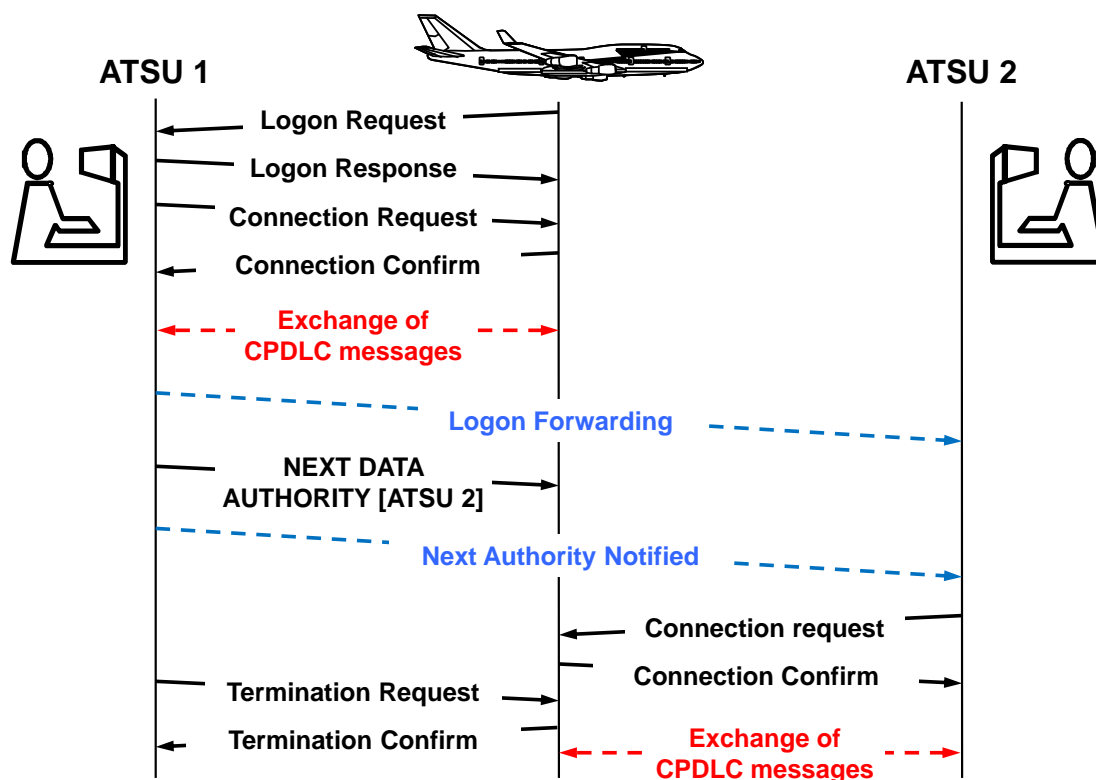 ATSU 1
ATSU 2
Logon Request
Logon Response
Connection Request
Connection Confirm
Exchange of
CPDLC messages
Logon Forwarding
NEXT DATA
AUTHORITY [ATSU 2]
Next Authority Notified
Connection request
Connection Confirm
Termination Request
Termination Confirm
Exchange of
CPDLC messages